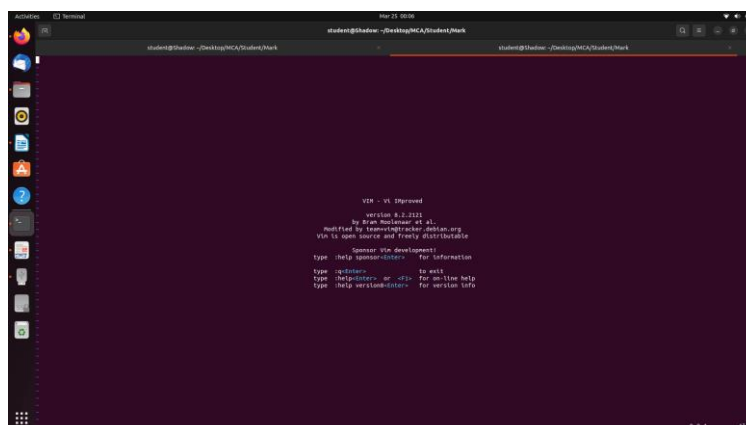 Activities Terminal Mar 25 00:06
student@Shadow: ~/Desktop/MCA/Student/Mark
student@Shadow: ~/Desktop/MCA/Student/Mark × student@Shadow: ~/Desktop/MCA/Student/Mark ×
VIM - Vi IMproved
version 8.2.2121
by Bram Moolenaar et al.
Modified by team+vim@tracker.debian.org
Vim is open source and freely distributable
Sponsor Vim development!
type :help sponsor<Enter> for information
type :q<Enter> to exit
type :help<Enter> or <F1> for on-line help
type :help version8<Enter> for version info